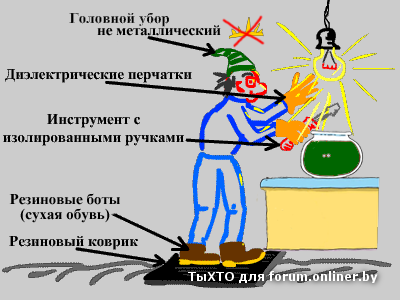 Головной убор
не металлический
Диэлектрические перчатки
Инструмент с
изолированными ручками
Резиновые боты
(сухая обувь)
Резиновый коврик
ТыХТО для forum.onliner.by